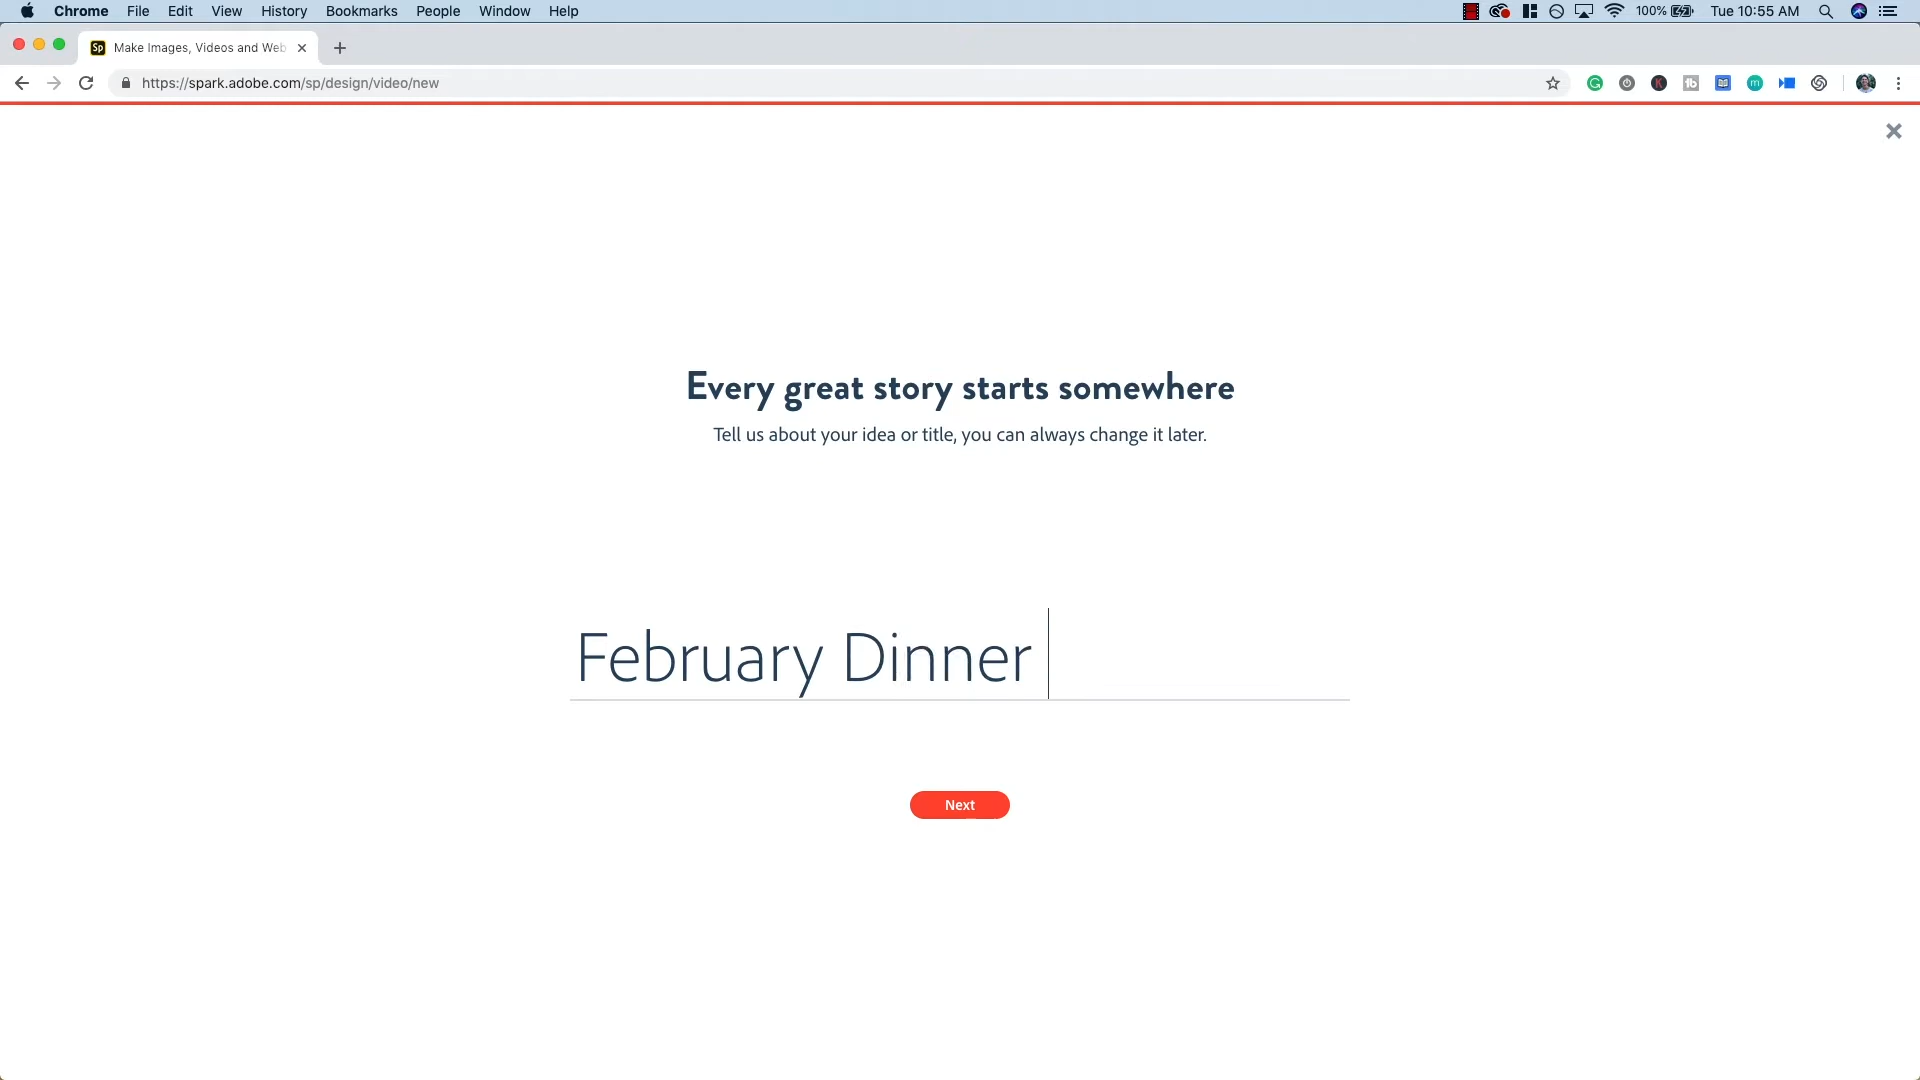 Chrome File Edit View History Bookmarks People Window Help 100% Tue 10:55 AM
Sp Make Images, Videos and Web
https://spark.adobe.com/sp/design/video/new
Every great story starts somewhere
Tell us about your idea or title, you can always change it later.
February Dinner
Next